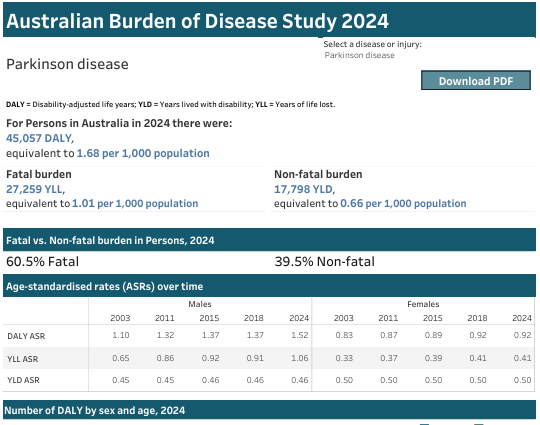 Australian Burden of Disease Study 2024
Select a disease or injury:
Parkinson disease
Parkinson disease
Download PDF
DALY = Disability-adjusted life years; YLD = Years lived with disability; YLL = Years of life lost.
For Persons in Australia in 2024 there were:
45,057 DALY,
equivalent to 1.68 per 1,000 population
Fatal burden
27,259 YLL,
equivalent to 1.01 per 1,000 population
Non-fatal burden
17,798 YLD,
equivalent to 0.66 per 1,000 population
Fatal vs. Non-fatal burden in Persons, 2024
60.5% Fatal 39.5% Non-fatal
Age-standardised rates (ASRs) over time
Males Females
2003 2011 2015 2018 2024 2003 2011 2015 2018 2024
DALY ASR 1.10 1.32 1.37 1.37 1.52 0.83 0.87 0.89 0.92 0.92
YLL ASR 0.65 0.86 0.92 0.91 1.06 0.33 0.37 0.39 0.41 0.41
YLD ASR 0.45 0.45 0.46 0.46 0.46 0.50 0.50 0.50 0.50 0.50
Number of DALY by sex and age, 2024